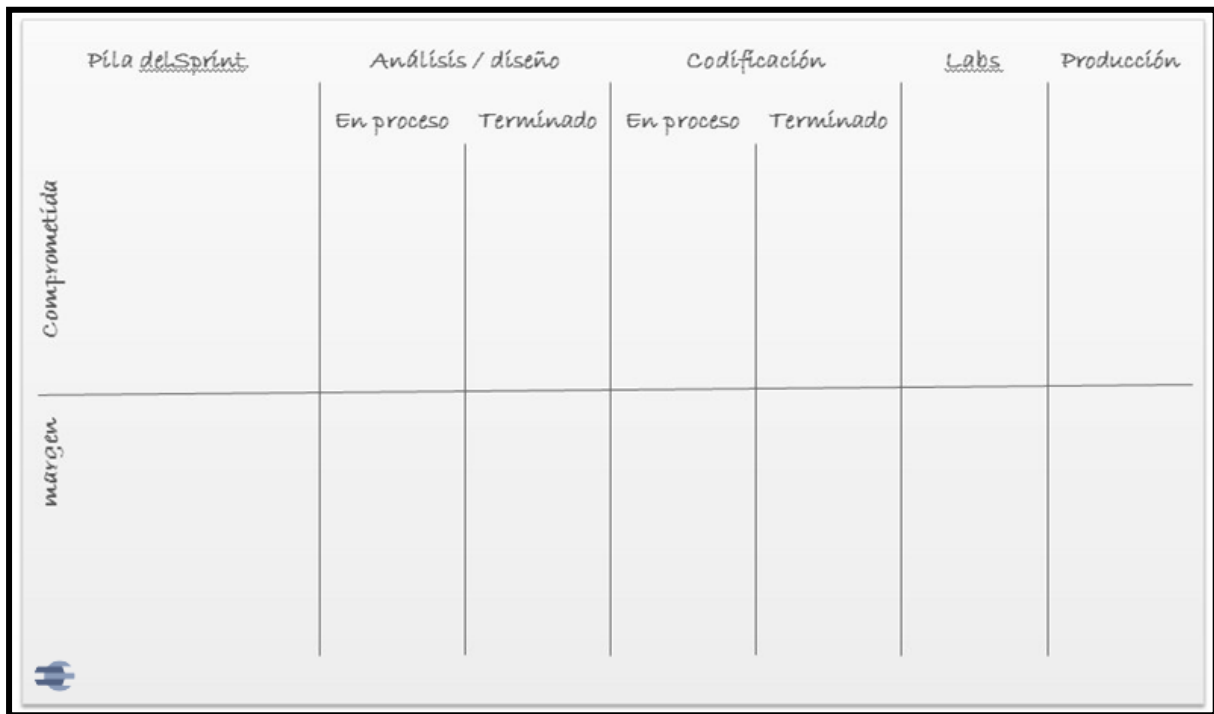 Pila delSprint Análisis / diseño Codificación Labs Producción
En proceso Terminado En proceso Terminado
Comprometida
margen